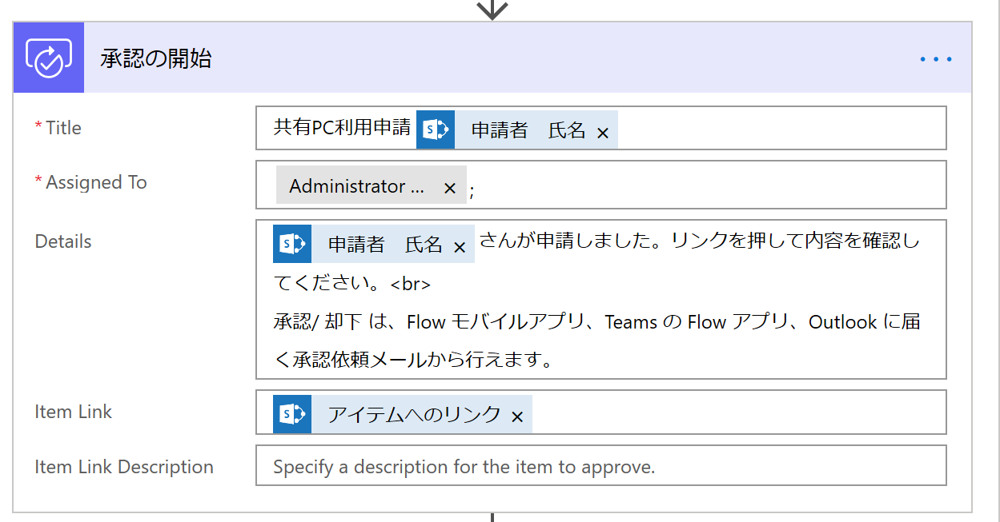 承認の開始
* Title
共有PC利用申請 申請者 氏名 ×
* Assigned To
Administrator ... × ;
Details
申請者 氏名 × さんが申請しました。リンクを押して内容を確認し
てください。<br>
承認/ 却下 は、Flow モバイルアプリ、Teams の Flow アプリ、Outlook に届
く承認依頼メールから行えます。
Item Link
アイテムへのリンク ×
Item Link Description
Specify a description for the item to approve.